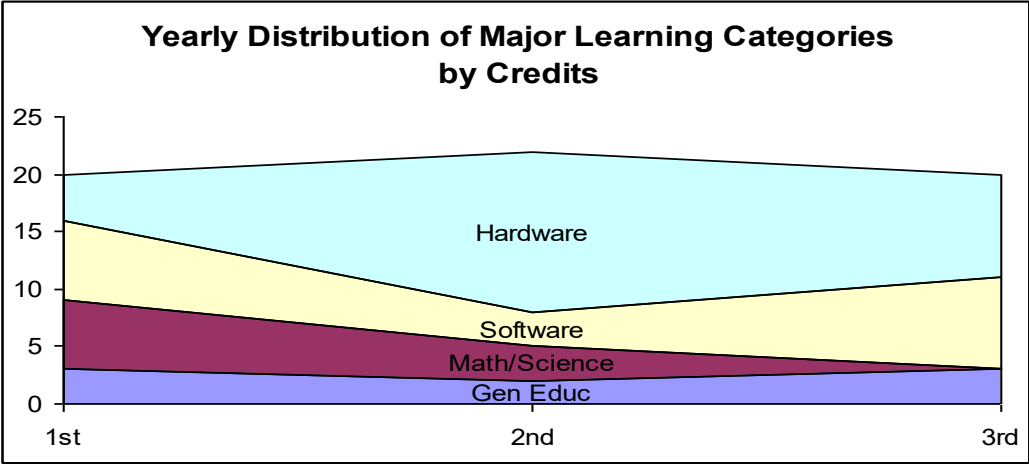 Yearly Distribution of Major Learning Categories
by Credits
25
20
15
10
5
0
Hardware
Software
Math/Science
Gen Educ
1st 2nd 3rd